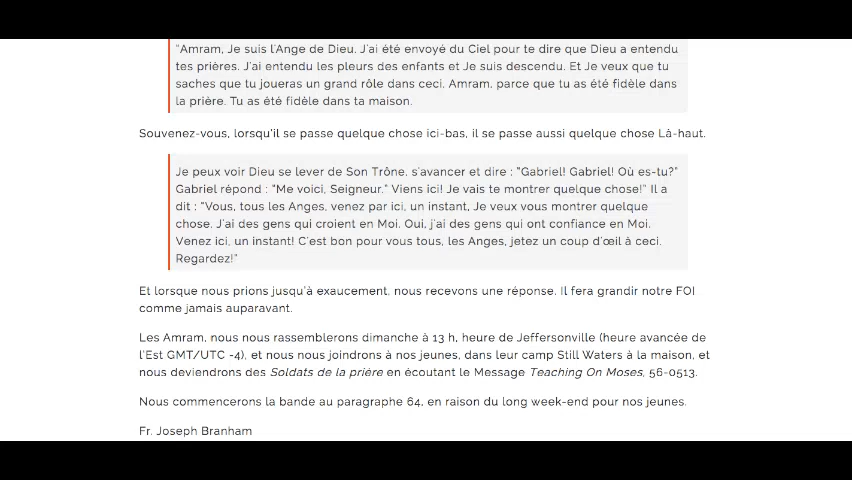 "Amram, Je suis l'Ange de Dieu. J'ai été envoyé du Ciel pour te dire que Dieu a entendu
tes prières. J'ai entendu les pleurs des enfants et Je suis descendu. Et Je veux que tu
saches que tu joueras un grand rôle dans ceci. Amram, parce que tu as été fidèle dans
la prière. Tu as été fidèle dans ta maison.
Souvenez-vous, lorsqu'il se passe quelque chose ici-bas, il se passe aussi quelque chose Là-haut.
Je peux voir Dieu se lever de Son Trône, s'avancer et dire : "Gabriel! Gabriel! Où es-tu?"
Gabriel répond : "Me voici, Seigneur." Viens ici! Je vais te montrer quelque chose!" Il a
dit : "Vous, tous les Anges, venez par ici, un instant, Je veux vous montrer quelque
chose. J'ai des gens qui croient en Moi. Oui, j'ai des gens qui ont confiance en Moi.
Venez ici, un instant! C'est bon pour vous tous, les Anges, jetez un coup d'œil à ceci.
Regardez!"
Et lorsque nous prions jusqu'à exaucement, nous recevons une réponse. Il fera grandir notre FOI
comme jamais auparavant.
Les Amram, nous nous rassemblerons dimanche à 13 h, heure de Jeffersonville (heure avancée de
l'Est GMT/UTC -4), et nous nous joindrons à nos jeunes, dans leur camp Still Waters à la maison, et
nous deviendrons des Soldats de la prière en écoutant le Message Teaching On Moses, 56-0513.
Nous commencerons la bande au paragraphe 64, en raison du long week-end pour nos jeunes.
Fr. Joseph Branham